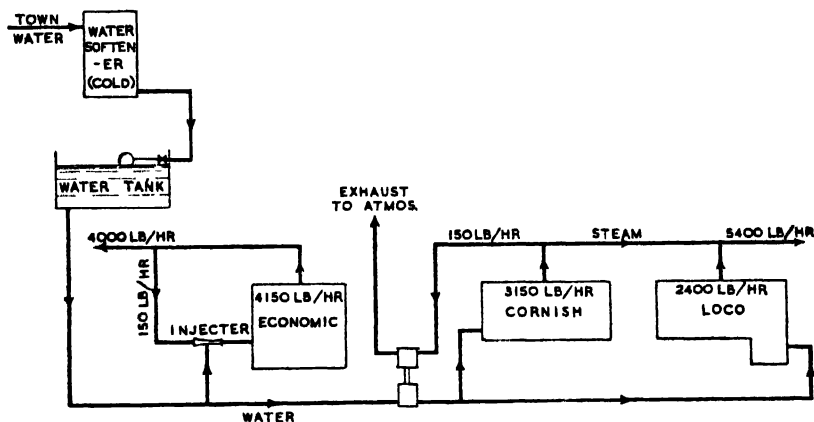 TOWN
WATER
WATER
SOFTEN
-ER
(COLD)
WATER TANK
EXHAUST
TO ATMOS.
4000 LB/HR
150 LB/HR
4150 LB/HR
ECONOMIC
INJECTER
WATER
150 LB/HR
STEAM
5400 LB/HR
3150 LB/HR
CORNISH
2400 LB/HR
LOCO